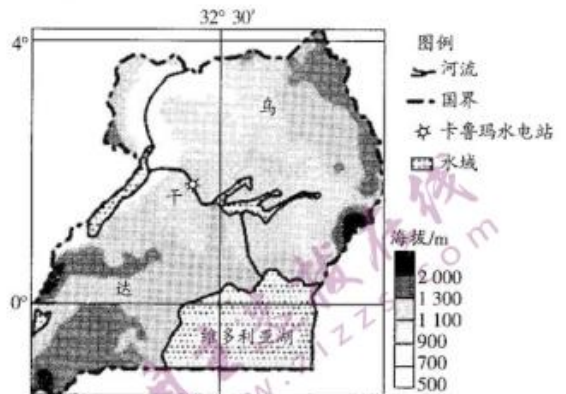 32° 30′
4°
0°
乌
干
达
维多利亚湖
图例
河流
国界
卡鲁玛水电站
水域
海拔/m
2 000
1 300
1 100
900
700
500